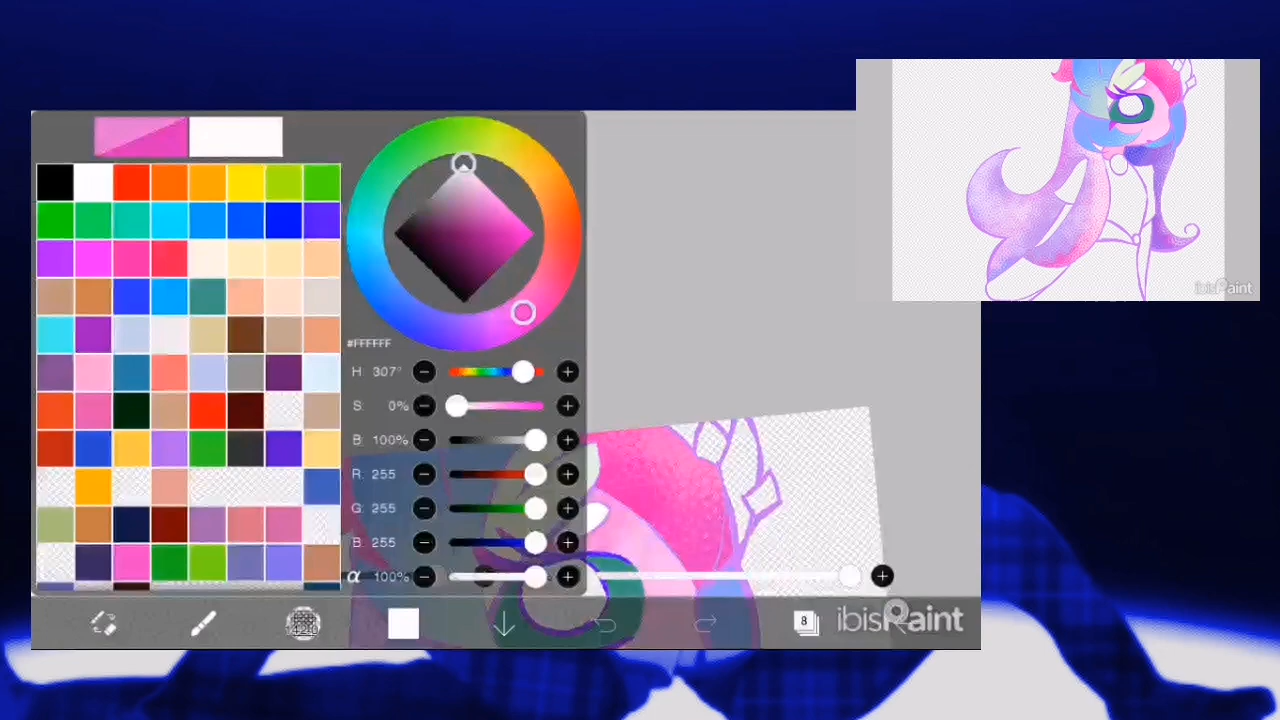 ibisPaint
#FFFFFF
H: 307°
S: 0%
B: 100%
R: 255
G: 255
B: 255
α 100%
8
ibisPaint